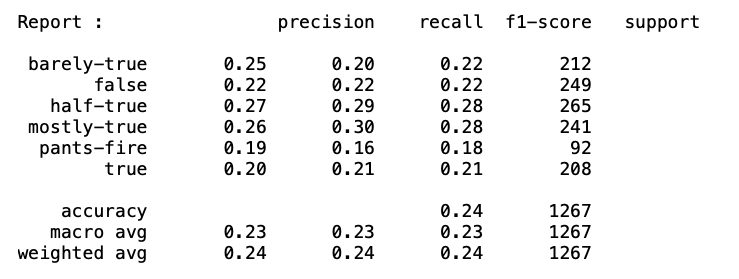 Report :               precision    recall  f1-score   support

 barely-true       0.25      0.20      0.22       212
       false       0.22      0.22      0.22       249
   half-true       0.27      0.29      0.28       265
 mostly-true       0.26      0.30      0.28       241
  pants-fire       0.19      0.16      0.18        92
        true       0.20      0.21      0.21       208

    accuracy                           0.24      1267
   macro avg       0.23      0.23      0.23      1267
weighted avg       0.24      0.24      0.24      1267